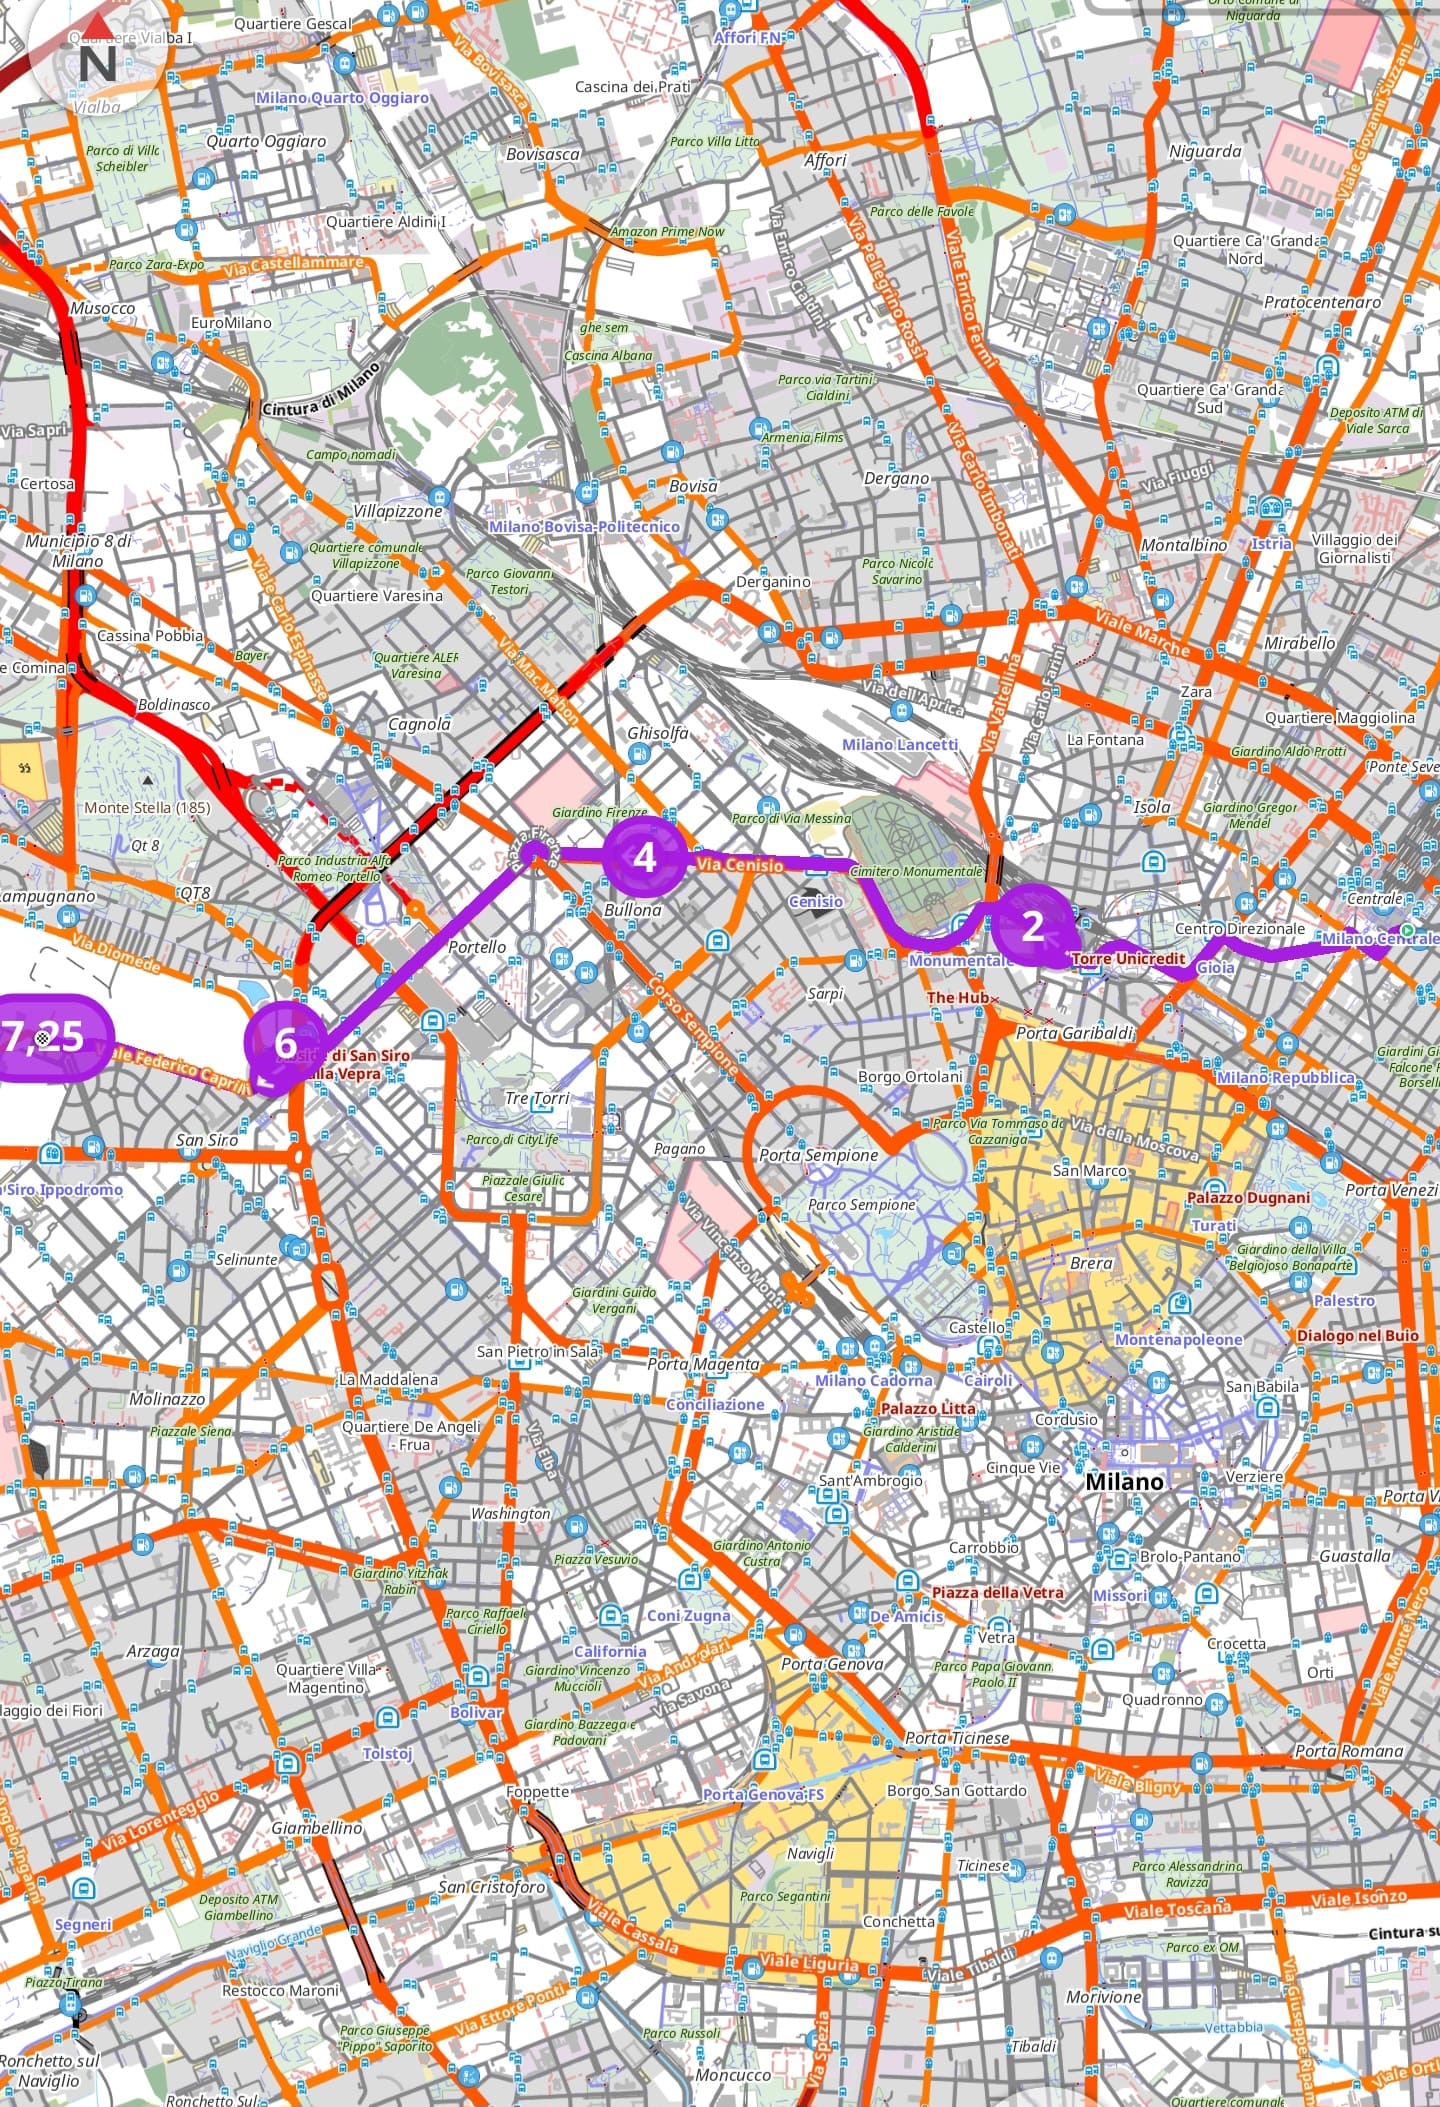 Quartiere Gescal
Orto Comune di
Niguarda
Quartiere Vialba I
N
Affori FN
Via Bovisasca
Cascina dei Prati
Milano Quarto Oggiaro
Vialba
Viale Giovanni Suzzani
Quarto Oggiaro
Parco di Villa
Scheibler
Bovisasca
Parco Villa Litta
Affori
Niguarda
Quartiere Aldini I
Amazon Prime Now
Parco delle Favole
Via Enrico Cialdini
Via Pellegrino Rossi
Viale Enrico Fermi
Quartiere Ca' Granda
Nord
Parco Zara-Expo
Via Castellammare
Musocco
EuroMilano
Pratocentenaro
ghe sem
Cascina Albana
Cintura di Milano
Parco via Tartini
Cialdini
Quartiere Ca' Granda
Sud
Deposito ATM di
Viale Sarca
Via Sapri
Armenia Films
Campo nomadi
Via Carlo Imbonati
Certosa
Bovisa
Dergano
Via Fiuggi
Villapizzone
Milano Bovisa-Politecnico
Municipio 8 di
Milano
Montalbino
Istria
Villaggio dei
Giornalisti
Quartiere comunale
Villapizzone
Parco Giovanni
Testori
Derganino
Parco Nicolò
Savarino
Quartiere Varesina
Viale Carlo Espinasse
Cassina Pobbia
Bayer
Quartiere ALER
Varesina
Via Mac Mahon
Viale Marche
Mirabello
e Comina
Via dell'Aprica
Via Valtellina
Via Carlo Farini
Zara
Boldinasco
Cagnola
Ghisolfa
Milano Lancetti
La Fontana
Quartiere Maggiolina
Giardino Aldo Protti
Ponte Seve
Monte Stella (185)
Giardino Firenze
Parco di Via Messina
Isola
Giardino Gregor
Mendel
Qt 8
Parco Industria Alfa
Romeo Portello
Piazza Firenze
4
Via Cenisio
Cimitero Monumentale
Lampugnano
QT8
Cenisio
Centrale
Bullona
2
Centro Direzionale
Milano Centrale
Via Diomede
Portello
Monumentale
Torre Unicredit
Gioia
Sarpi
The Hub
Corso Sempione
7,25
6
Porta Garibaldi
side di San Siro
lla Vepra
Viale Federico Caprilli
Borgo Ortolani
Milano Repubblica
Giardini Gi
Falcone F
Borsell
Tre Torri
San Siro
Parco di CityLife
Pagano
Porta Sempione
Parco Via Tommaso da
Cazzaniga
Via della Moscova
San Marco
Siro Ippodromo
Piazzale Giulio
Cesare
Parco Sempione
Palazzo Dugnani
Porta Venezi
Turati
Via Vincenzo Monti
Selinunte
Brera
Giardino della Villa
Belgiojoso Bonaparte
Giardini Guido
Vergani
Palestro
Castello
Montenapoleone
Dialogo nel Buio
San Pietro in Sala
Porta Magenta
La Maddalena
Milano Cadorna
Cairoli
San Babila
Molinazzo
Conciliazione
Palazzo Litta
Cordusio
Piazzale Siena
Quartiere De Angeli
- Frua
Via Elba
Giardino Aristide
Calderini
Cinque Vie
Sant'Ambrogio
Milano
Verziere
Porta V
Washington
Piazza Vesuvio
Giardino Antonio
Custra
Carrobbio
Brolo-Pantano
Guastalla
Giardino Yitzhak
Rabin
Piazza della Vetra
Missori
Parco Raffaele
Ciriello
Coni Zugna
De Amicis
Viale Monte Nero
Arzaga
California
Vetra
Crocetta
Quartiere Villa
Magentino
Giardino Vincenzo
Muccioli
Via Andrea
Via Savona
Porta Genova
Parco Papa Giovanni
Paolo II
Orti
Quadronno
laggio dei Fiori
Bolivar
Giardino Bazzega e
Padovani
Tolstoj
Porta Ticinese
Porta Romana
Foppette
Porta Genova FS
Borgo San Gottardo
Viale Bligny
Via Lorenteggio
Giambellino
Angelo Inganni
Navigli
Ticinese
Parco Alessandrina
Ravizza
San Cristoforo
Parco Segantini
Deposito ATM
Giambellino
Viale Cassala
Conchetta
Viale Toscana
Viale Isonzo
Segneri
Naviglio Grande
Viale Liguria
Viale Tibaldi
Parco ex OM
Cintura su
Piazza Tirana
Restocco Maroni
Via Ettore Ponti
Morivione
Via Giuseppe Ripam
Parco Giuseppe
"Pippo" Saporito
Parco Russoli
Via Spezia
Tibaldi
Vettabbia
Ronchetto sul
Naviglio
Moncucco
Viale Ort
Ronchetto Sul
Quartiere comunale